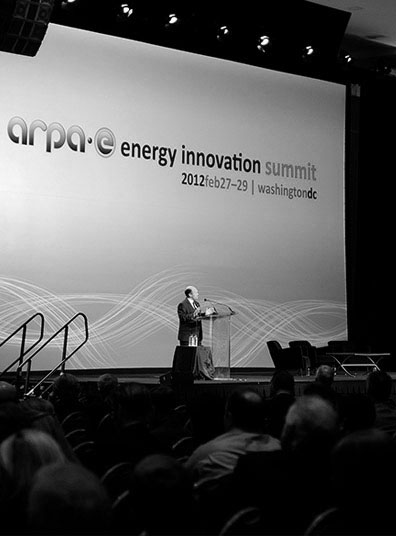 arpa·e energy innovation summit
2012feb27–29 | washingtondc